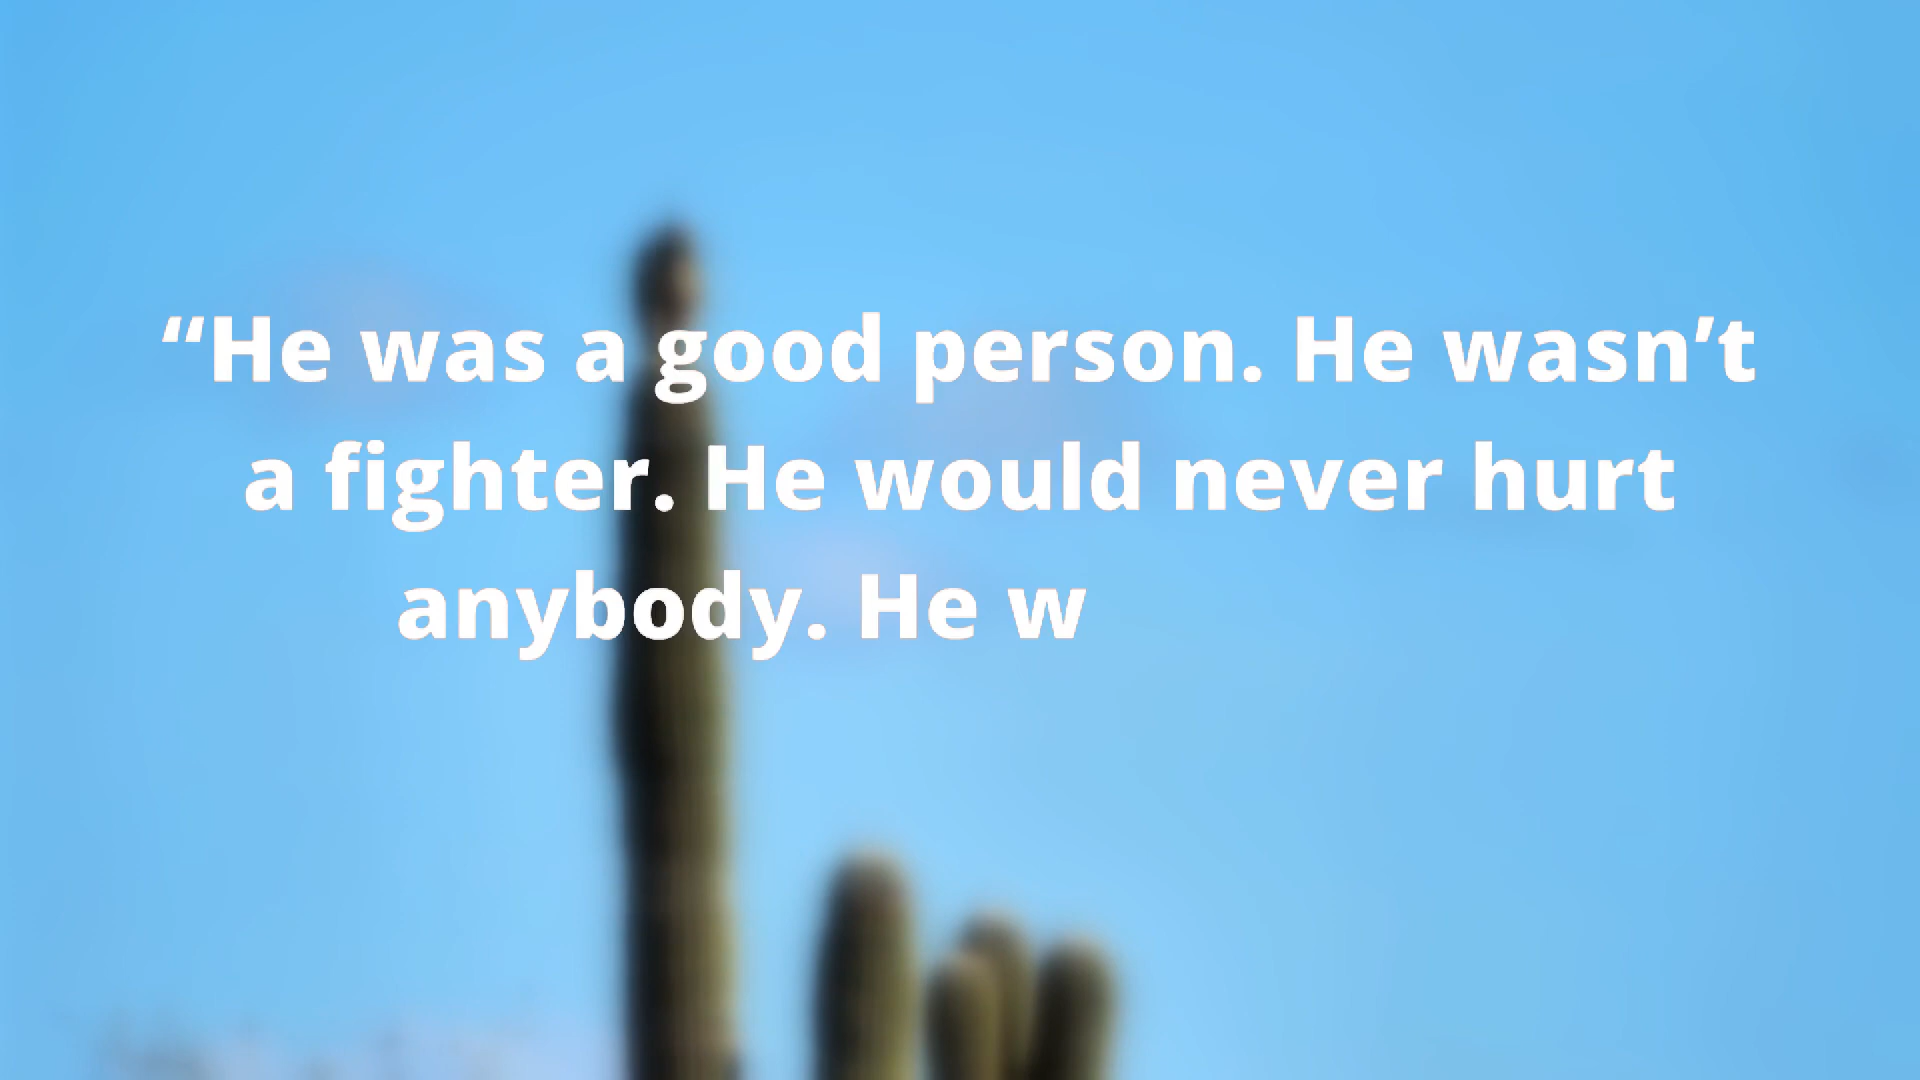 “He was a good person. He wasn’t
a fighter. He would never hurt
anybody. He w